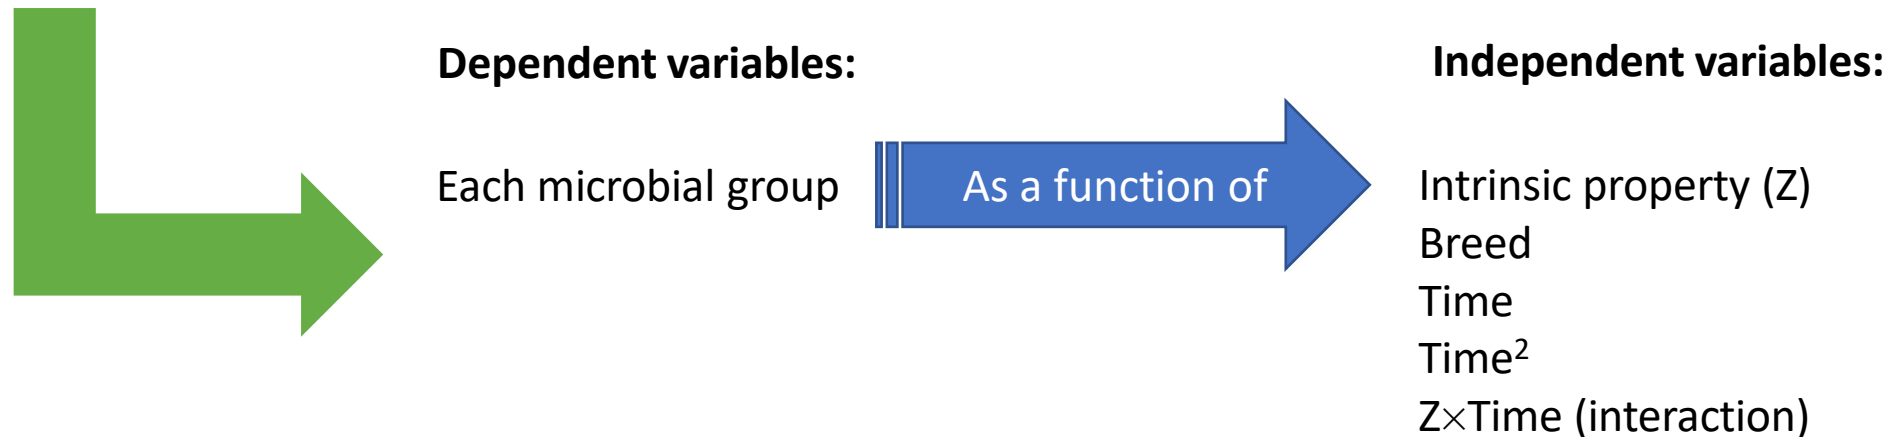 Dependent variables:
Each microbial group
As a function of
Independent variables:
Intrinsic property (Z)
Breed
Time
Time²
Z×Time (interaction)